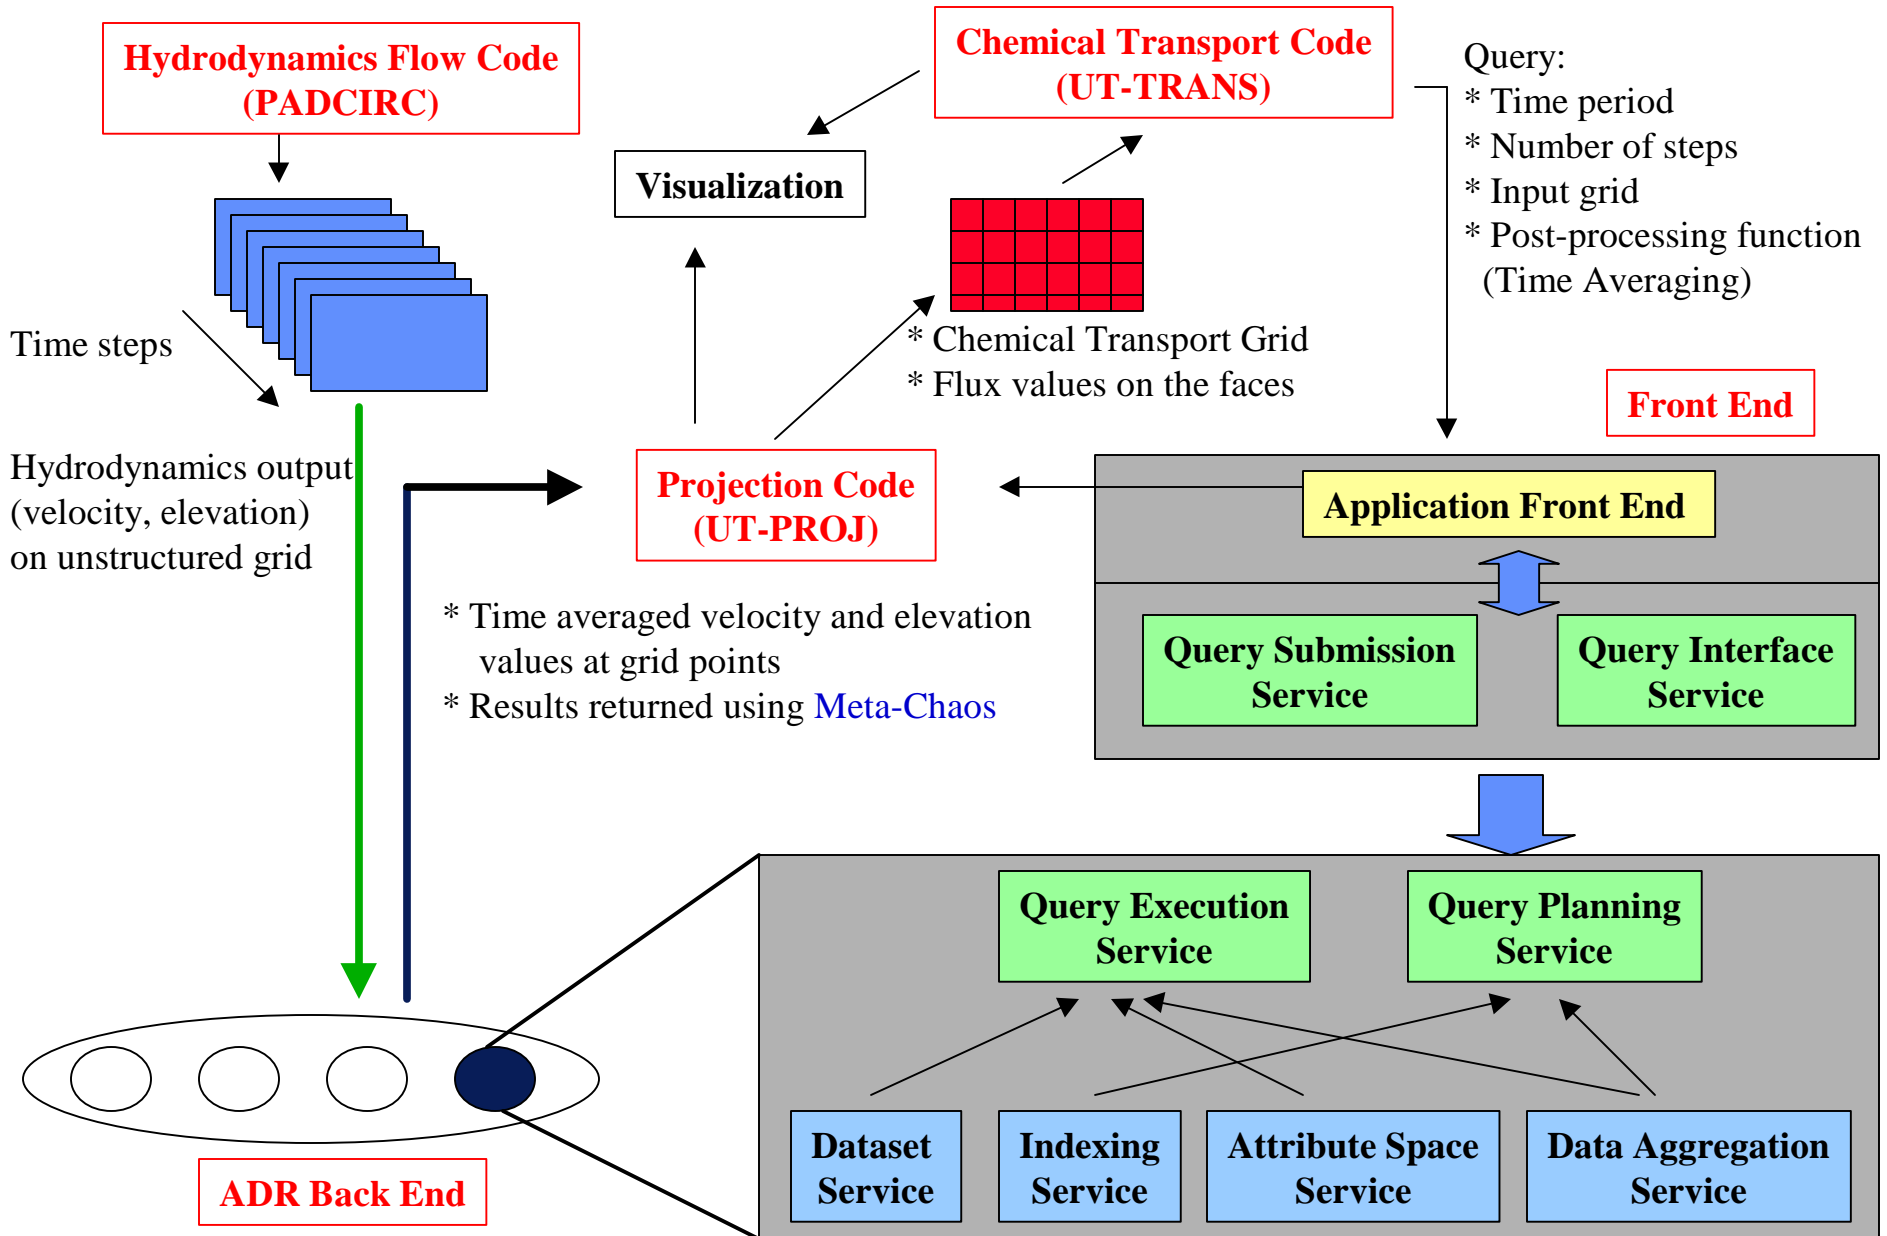 Hydrodynamics Flow Code
(PADCIRC)
Chemical Transport Code
(UT-TRANS)
Query:
* Time period
* Number of steps
* Input grid
* Post-processing function
(Time Averaging)
Visualization
Time steps
* Chemical Transport Grid
* Flux values on the faces
Front End
Hydrodynamics output
(velocity, elevation)
on unstructured grid
Projection Code
(UT-PROJ)
Application Front End
* Time averaged velocity and elevation
values at grid points
* Results returned using Meta-Chaos
Query Submission
Service
Query Interface
Service
Query Execution
Service
Query Planning
Service
Dataset
Service
Indexing
Service
Attribute Space
Service
Data Aggregation
Service
ADR Back End